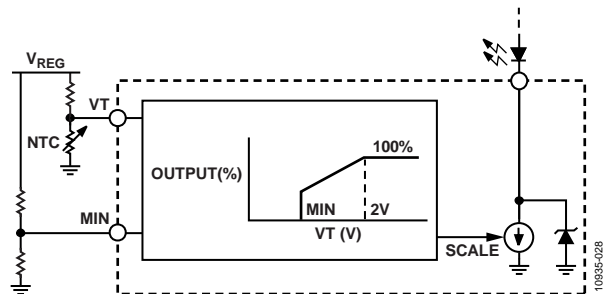 VREG
VT
NTC
OUTPUT(%)
100%
MIN
2V
VT (V)
MIN
SCALE
10935-028